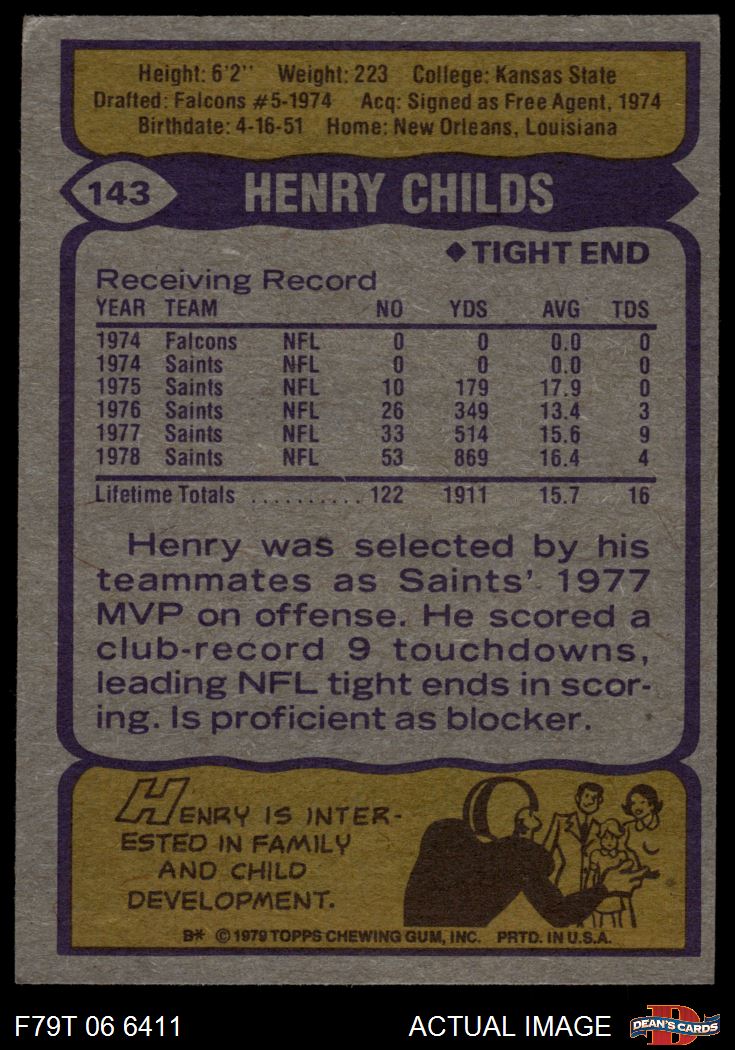 Height: 6'2" Weight: 223 College: Kansas State
Drafted: Falcons #5-1974 Acq: Signed as Free Agent, 1974
Birthdate: 4-16-51 Home: New Orleans, Louisiana
143 HENRY CHILDS
◆TIGHT END
Receiving Record
YEAR TEAM NO YDS AVG TDS
1974 Falcons NFL 0 0 0.0 0
1974 Saints NFL 0 0 0.0 0
1975 Saints NFL 10 179 17.9 0
1976 Saints NFL 26 349 13.4 3
1977 Saints NFL 33 514 15.6 9
1978 Saints NFL 53 869 16.4 4
Lifetime Totals .......... 122 1911 15.7 16
Henry was selected by his
teammates as Saints' 1977
MVP on offense. He scored a
club-record 9 touchdowns,
leading NFL tight ends in scor-
ing. Is proficient as blocker.
HENRY IS INTER-
ESTED IN FAMILY
AND CHILD
DEVELOPMENT.
B* ©1979 TOPPS CHEWING GUM, INC. PRTD. IN U.S.A.
F79T 06 6411 ACTUAL IMAGE D DEAN'S CARDS